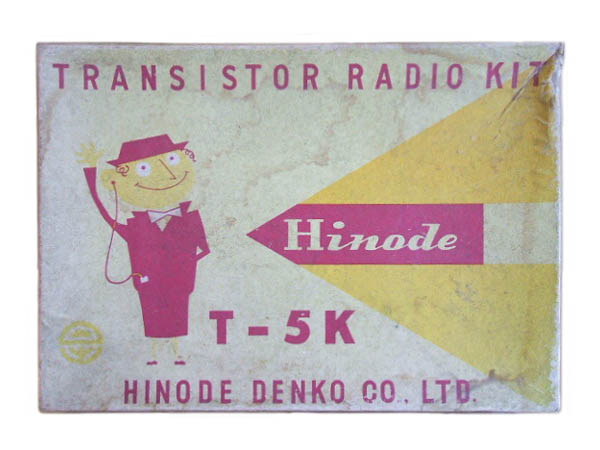 TRANSISTOR RADIO KIT
Hinode
T-5K
HINODE DENKO CO., LTD.